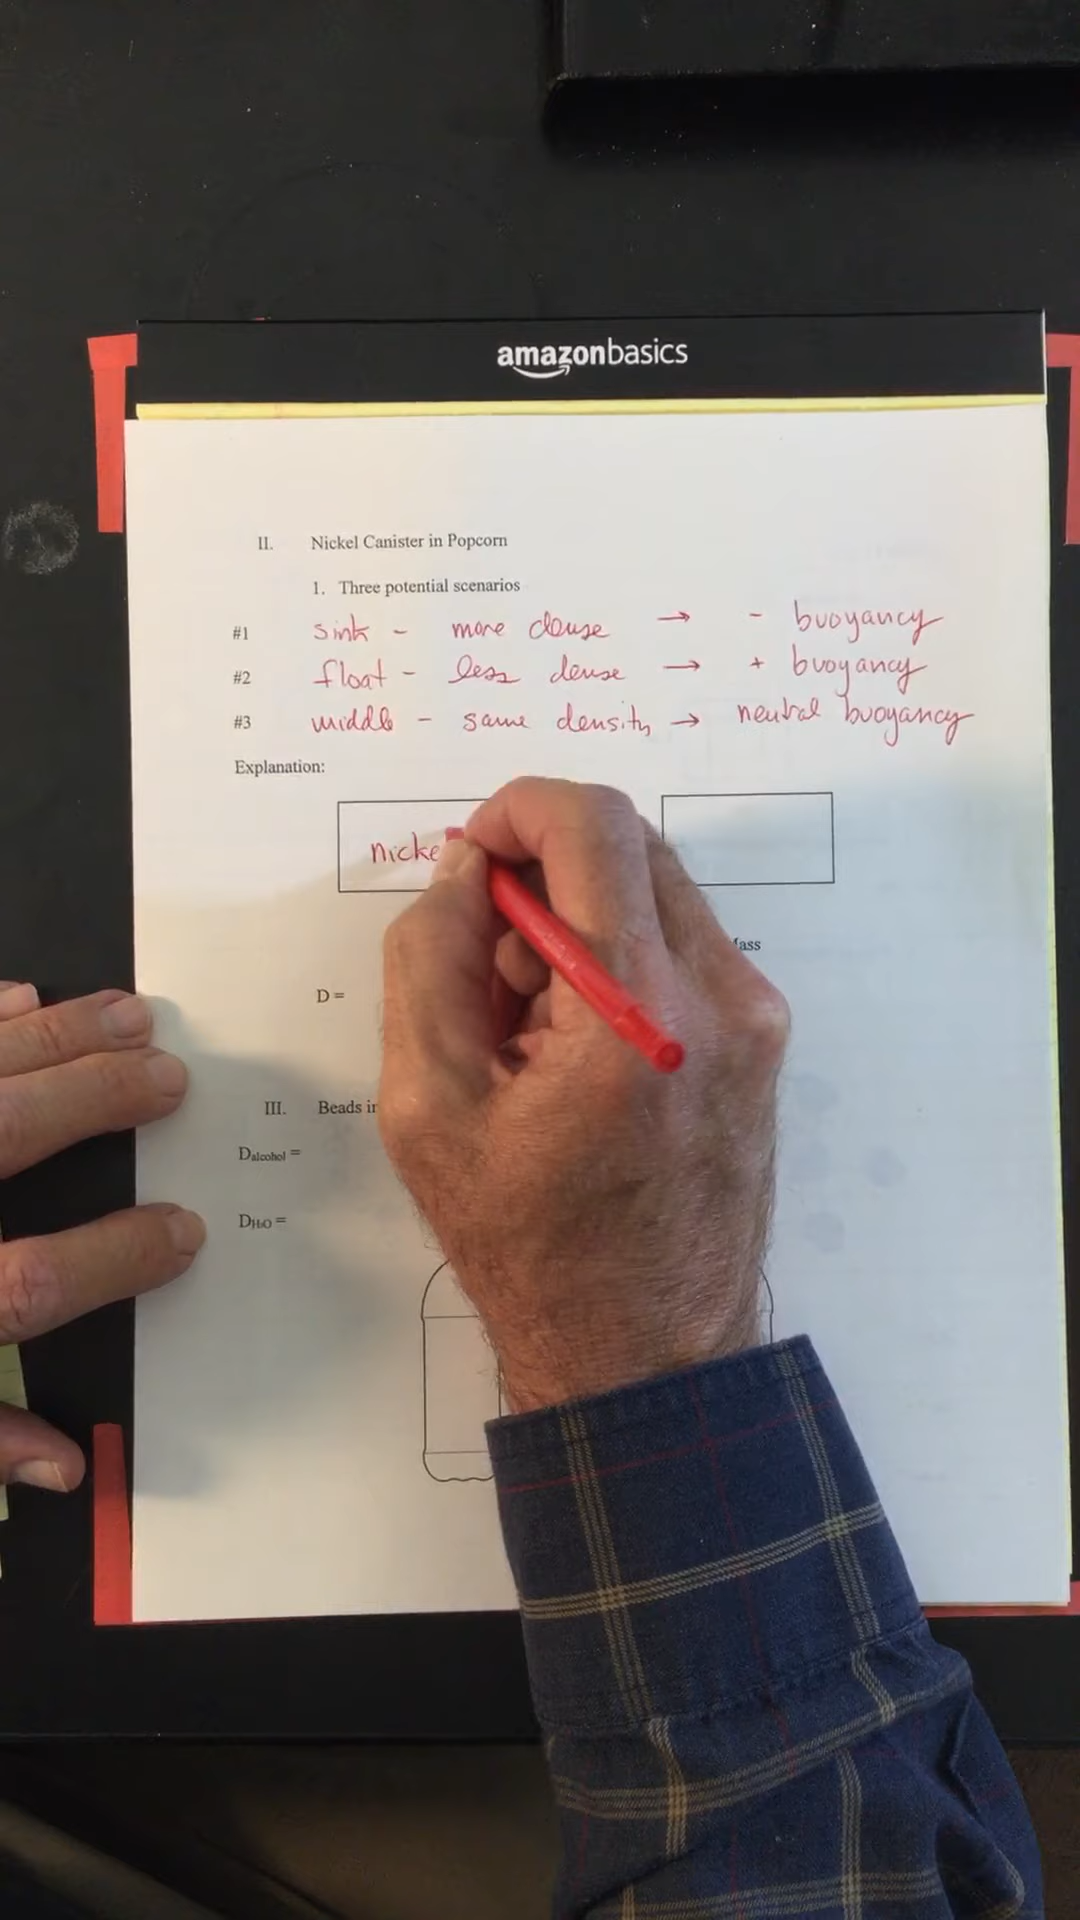 amazonbasics
II. Nickel Canister in Popcorn
1. Three potential scenarios
#1 sink - more dense → - buoyancy
#2 float - less dense → + buoyancy
#3 middle - same density → neutral buoyancy
Explanation:
nicke
D =
III. Beads
Dalcohol =
DH₂O =